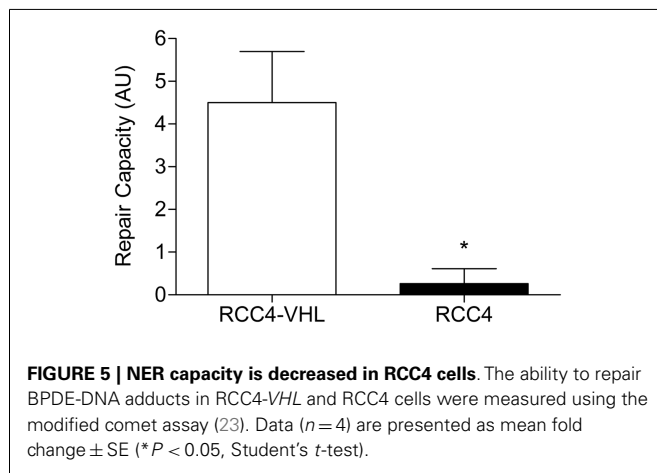 6
5
4
3
2
1
0
Repair Capacity (AU)
*
RCC4-VHL RCC4
FIGURE 5 | NER capacity is decreased in RCC4 cells. The ability to repair
BPDE-DNA adducts in RCC4-VHL and RCC4 cells were measured using the
modified comet assay (23). Data (n = 4) are presented as mean fold
change ± SE (*P < 0.05, Student's t-test).